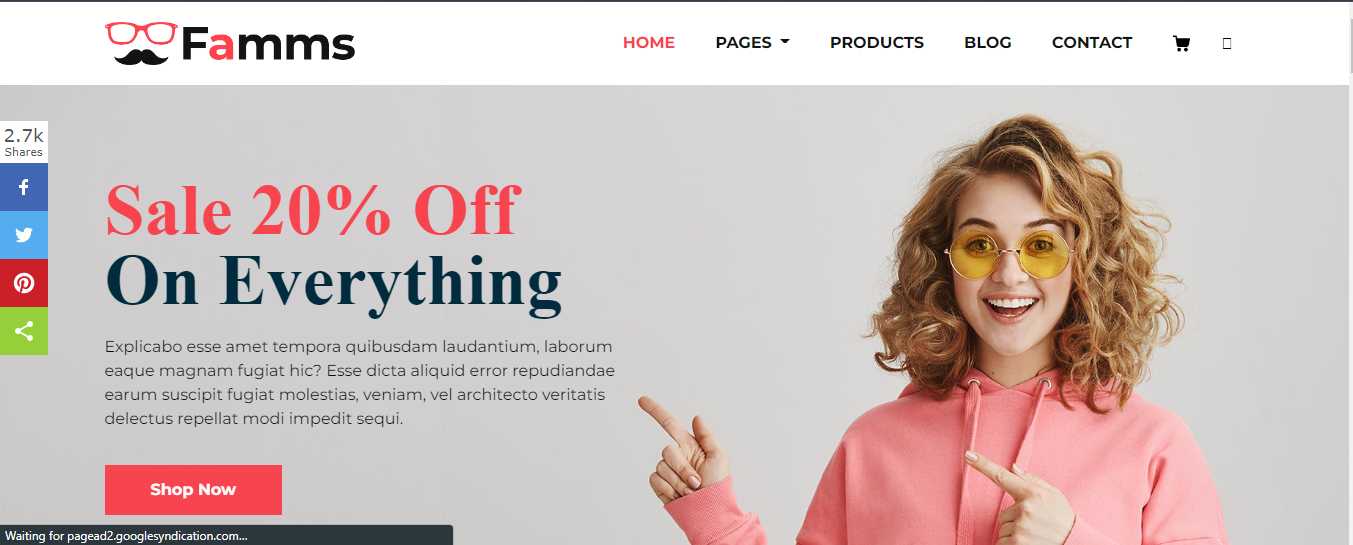 Famms
HOME PAGES PRODUCTS BLOG CONTACT
2.7k
Shares
Sale 20% Off
On Everything
Explicabo esse amet tempora quibusdam laudantium, laborum
eaque magnam fugiat hic? Esse dicta aliquid error repudiandae
earum suscipit fugiat molestias, veniam, vel architecto veritatis
delectus repellat modi impedit sequi.
Shop Now
Waiting for pagead2.googlesyndication.com...